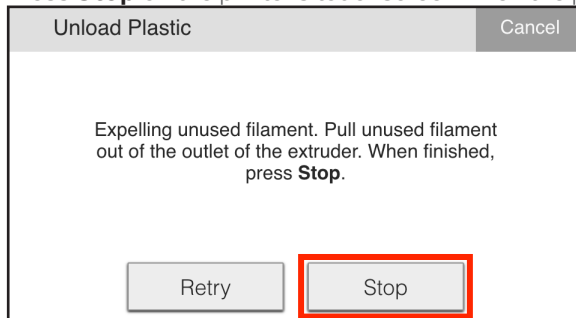 Unload Plastic Cancel
Expelling unused filament. Pull unused filament
out of the outlet of the extruder. When finished,
press Stop.
Retry Stop